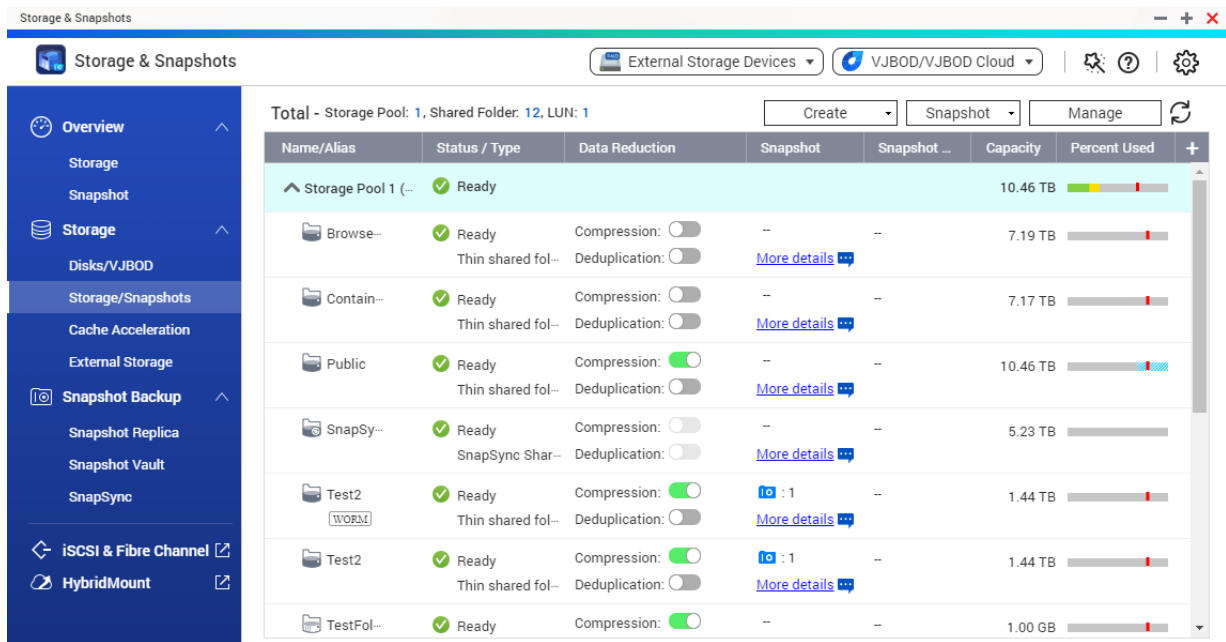 Storage & Snapshots
Storage & Snapshots
External Storage Devices
VJBOD/VJBOD Cloud
Overview
Storage
Snapshot
Storage
Disks/VJBOD
Storage/Snapshots
Cache Acceleration
External Storage
Snapshot Backup
Snapshot Replica
Snapshot Vault
SnapSync
iSCSI & Fibre Channel
HybridMount
Total - Storage Pool: 1, Shared Folder: 12, LUN: 1
Create
Snapshot
Manage
Name/Alias Status / Type Data Reduction Snapshot Snapshot ... Capacity Percent Used +
Storage Pool 1 (... Ready 10.46 TB
Browse... Ready Compression: -- -- 7.19 TB
Thin shared fol... Deduplication: More details
Contain... Ready Compression: -- -- 7.17 TB
Thin shared fol... Deduplication: More details
Public Ready Compression: -- -- 10.46 TB
Thin shared fol... Deduplication: More details
SnapSy... Ready Compression: -- -- 5.23 TB
SnapSync Shar... Deduplication: More details
Test2 Ready Compression: : 1 -- 1.44 TB
WORM Thin shared fol... Deduplication: More details
Test2 Ready Compression: : 1 -- 1.44 TB
Thin shared fol... Deduplication: More details
TestFol... Ready Compression: -- -- 1.00 GB